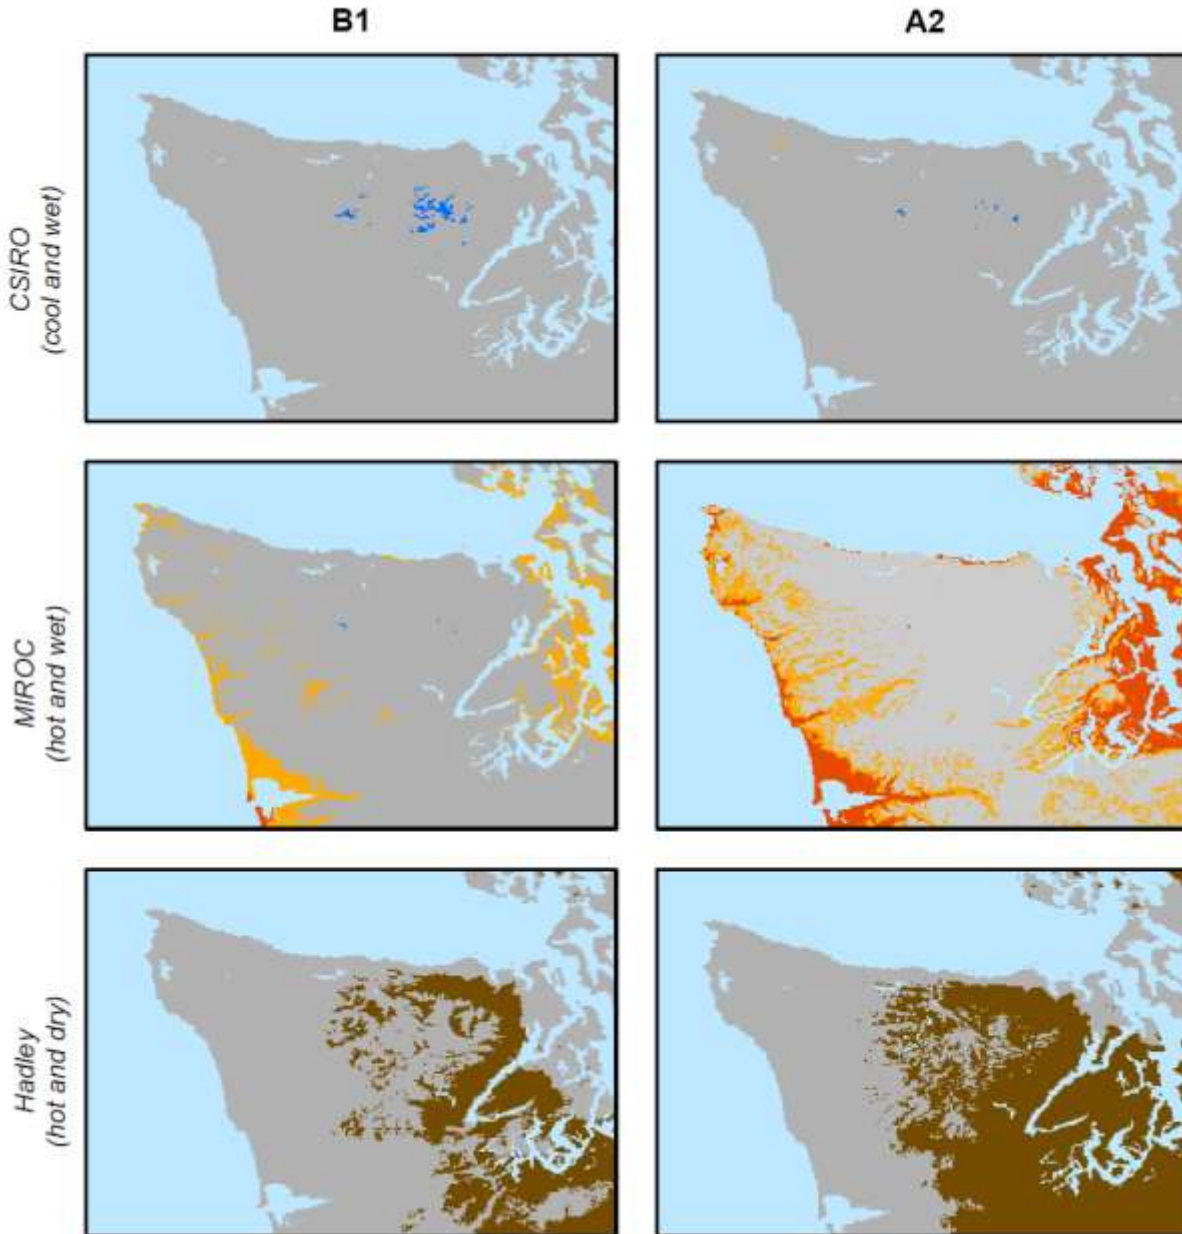 B1
A2
CSIRO
(cool and wet)
MIROC
(hot and wet)
Hadley
(hot and dry)